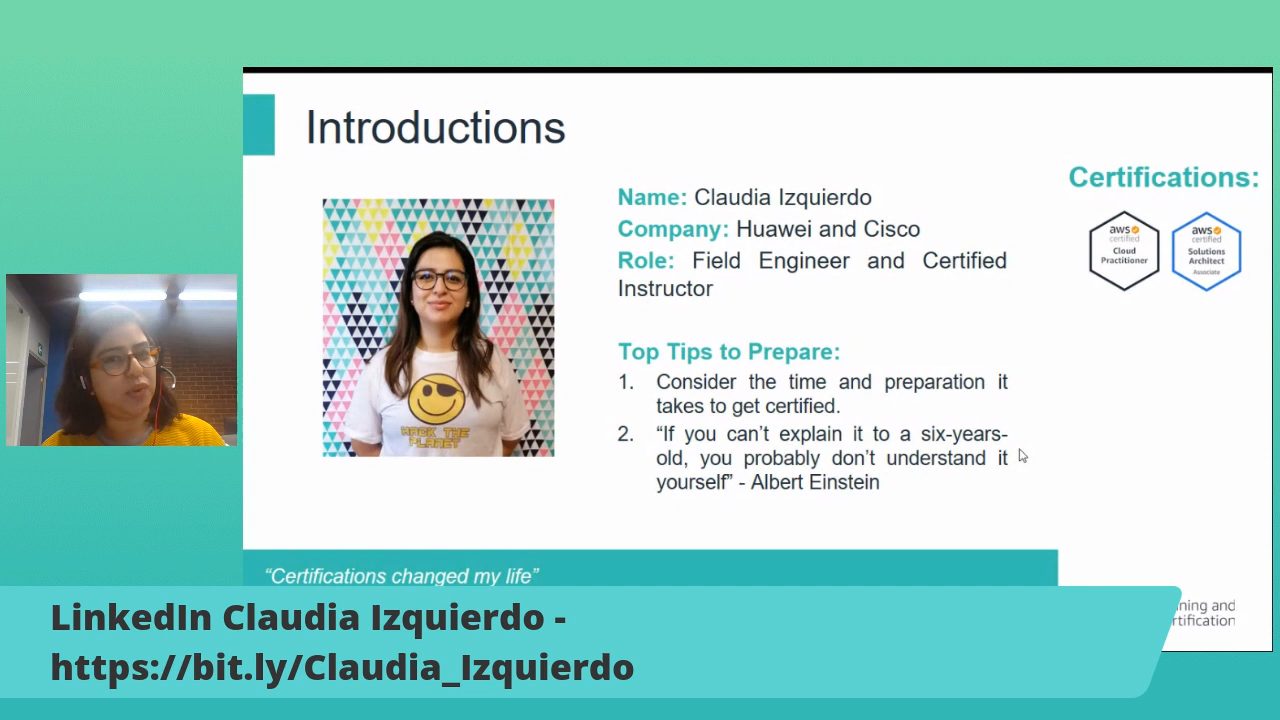 Introductions
Certifications:
Name: Claudia Izquierdo
Company: Huawei and Cisco
Role: Field Engineer and Certified
Instructor
aws
certified
Cloud
Practitioner
aws
certified
Solutions
Architect
Associate
Top Tips to Prepare:
1. Consider the time and preparation it
takes to get certified.
2. “If you can’t explain it to a six-years-
old, you probably don’t understand it
yourself” - Albert Einstein
HACK THE
PLANET
“Certifications changed my life”
ning and
rtification
LinkedIn Claudia Izquierdo -
https://bit.ly/Claudia_Izquierdo